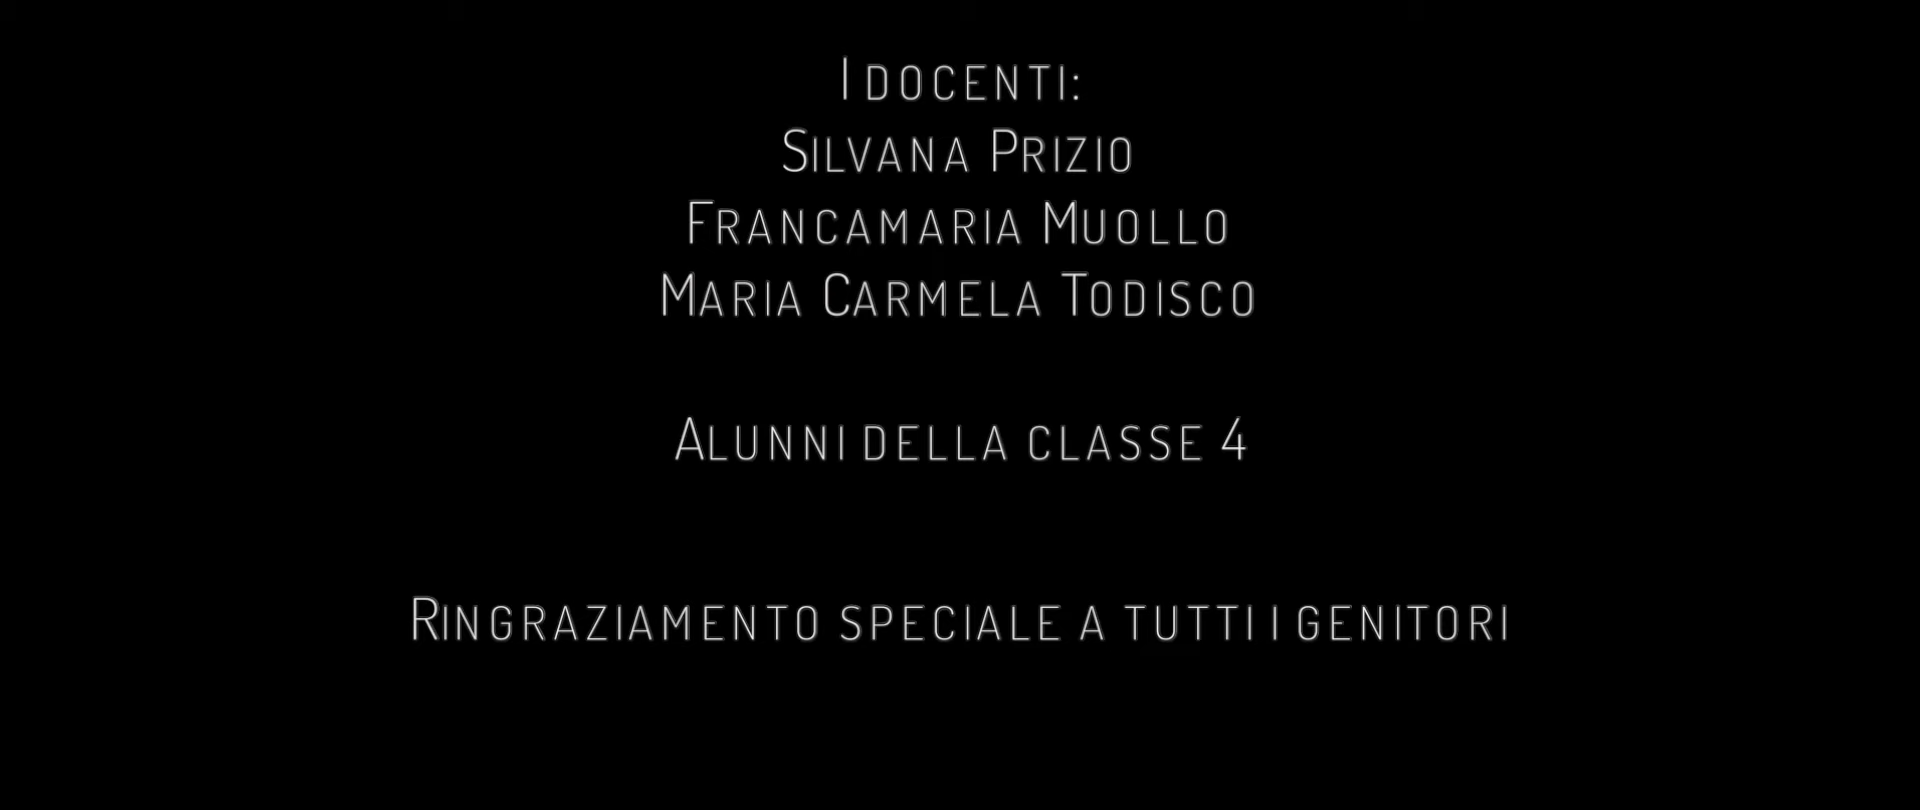 I docenti:
Silvana Prizio
Francamaria Muollo
Maria Carmela Todisco
Alunni della classe 4
Ringraziamento speciale a tutti i genitori